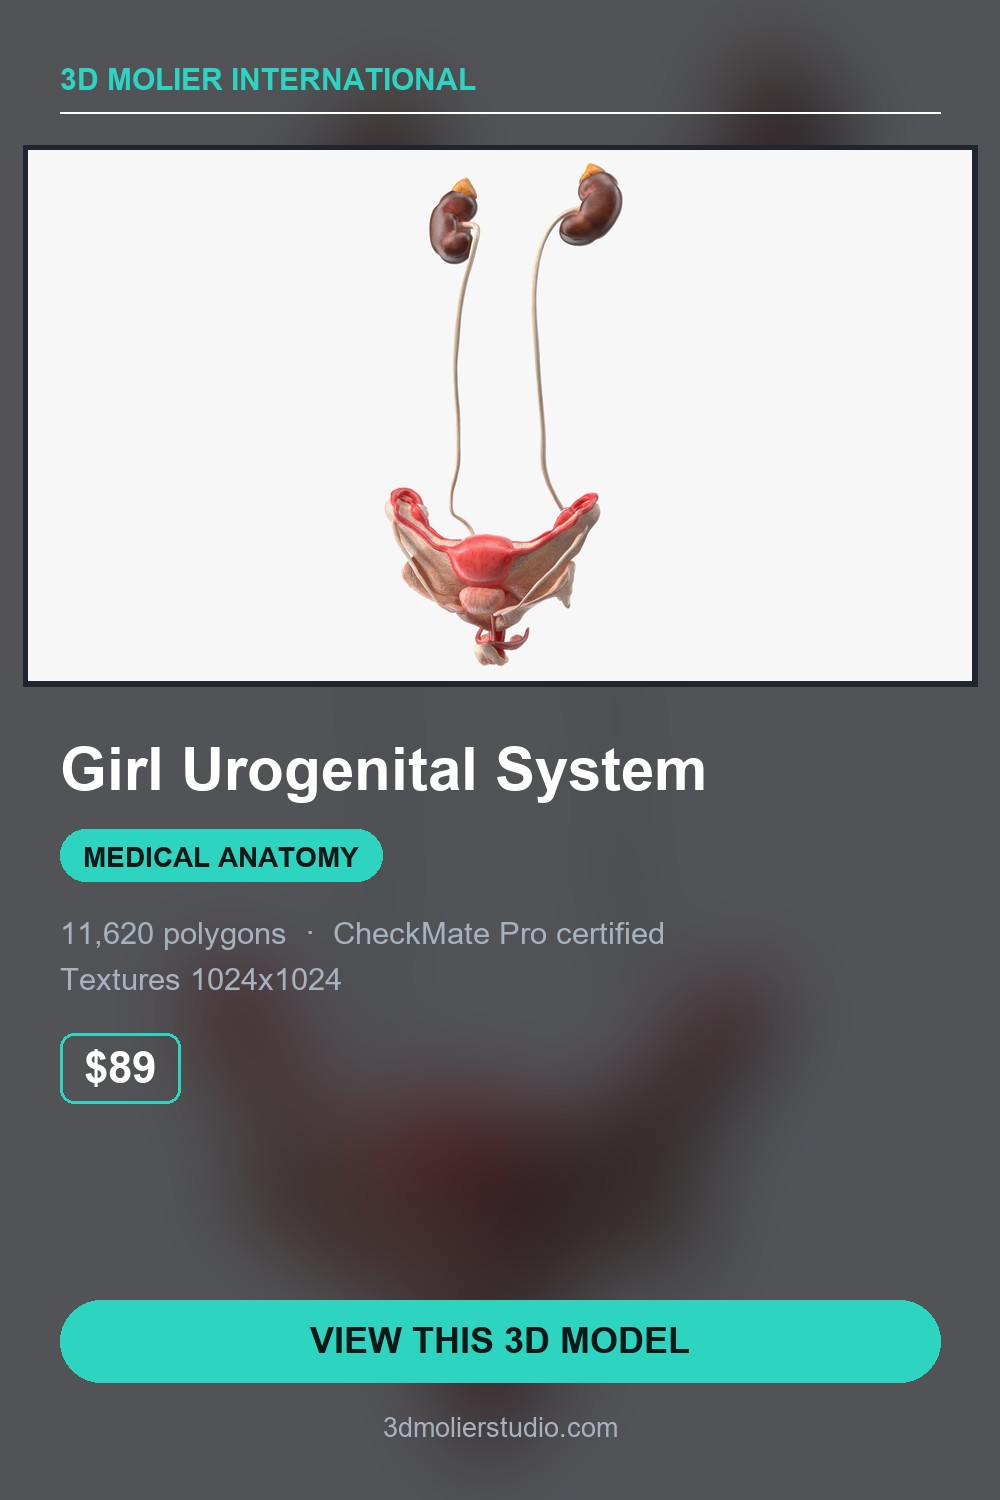 3D MOLIER INTERNATIONAL
Girl Urogenital System
MEDICAL ANATOMY
11,620 polygons · CheckMate Pro certified
Textures 1024x1024
$89
VIEW THIS 3D MODEL
3dmolierstudio.com